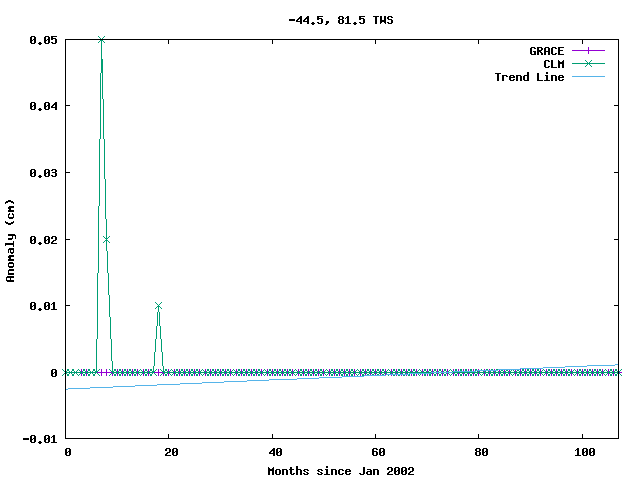 -44.5, 81.5 TWS
GRACE
CLM
Trend Line
0.05
0.04
0.03
0.02
0.01
0
-0.01
Anomaly (cm)
0 20 40 60 80 100
Months since Jan 2002